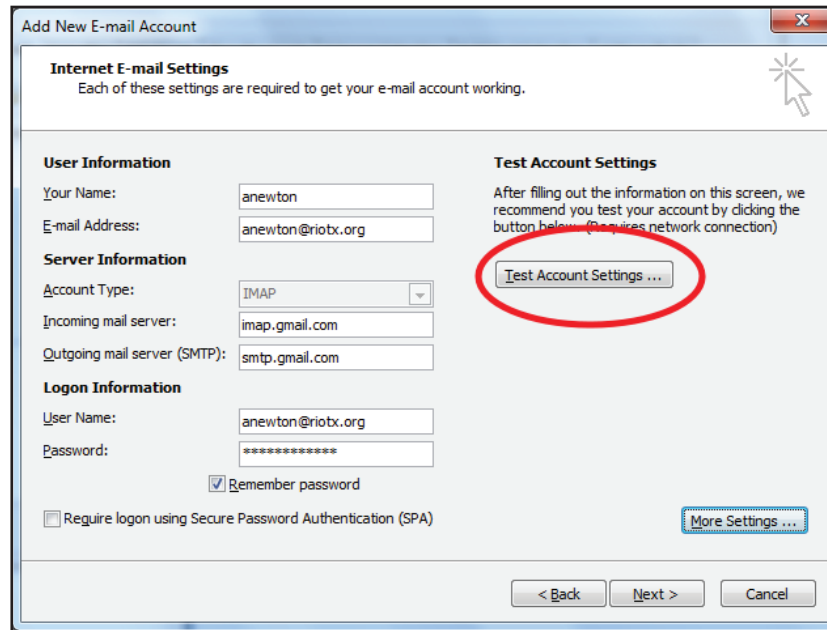 Add New E-mail Account
Internet E-mail Settings
Each of these settings are required to get your e-mail account working.
User Information
Your Name: anewton
E-mail Address: anewton@riotx.org
Server Information
Account Type: IMAP
Incoming mail server: imap.gmail.com
Outgoing mail server (SMTP): smtp.gmail.com
Logon Information
User Name: anewton@riotx.org
Password: ************
Remember password
Require logon using Secure Password Authentication (SPA)
Test Account Settings
After filling out the information on this screen, we
recommend you test your account by clicking the
button below. (Requires network connection)
Test Account Settings ...
More Settings ...
< Back Next > Cancel